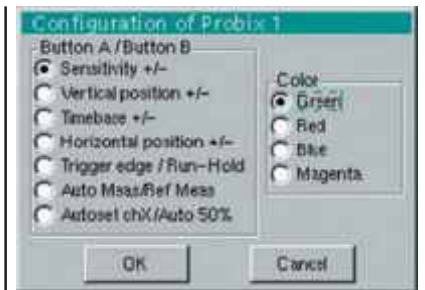 Configuration of Probix 1
Button A / Button B
Sensitivity +/-
Vertical position +/-
Timebase +/-
Horizontal position +/-
Trigger edge / Run-Hold
Auto Meas/Ref Meas
Autoset chX/Auto 50%
Color
Green
Red
Blue
Magenta
OK
Cancel